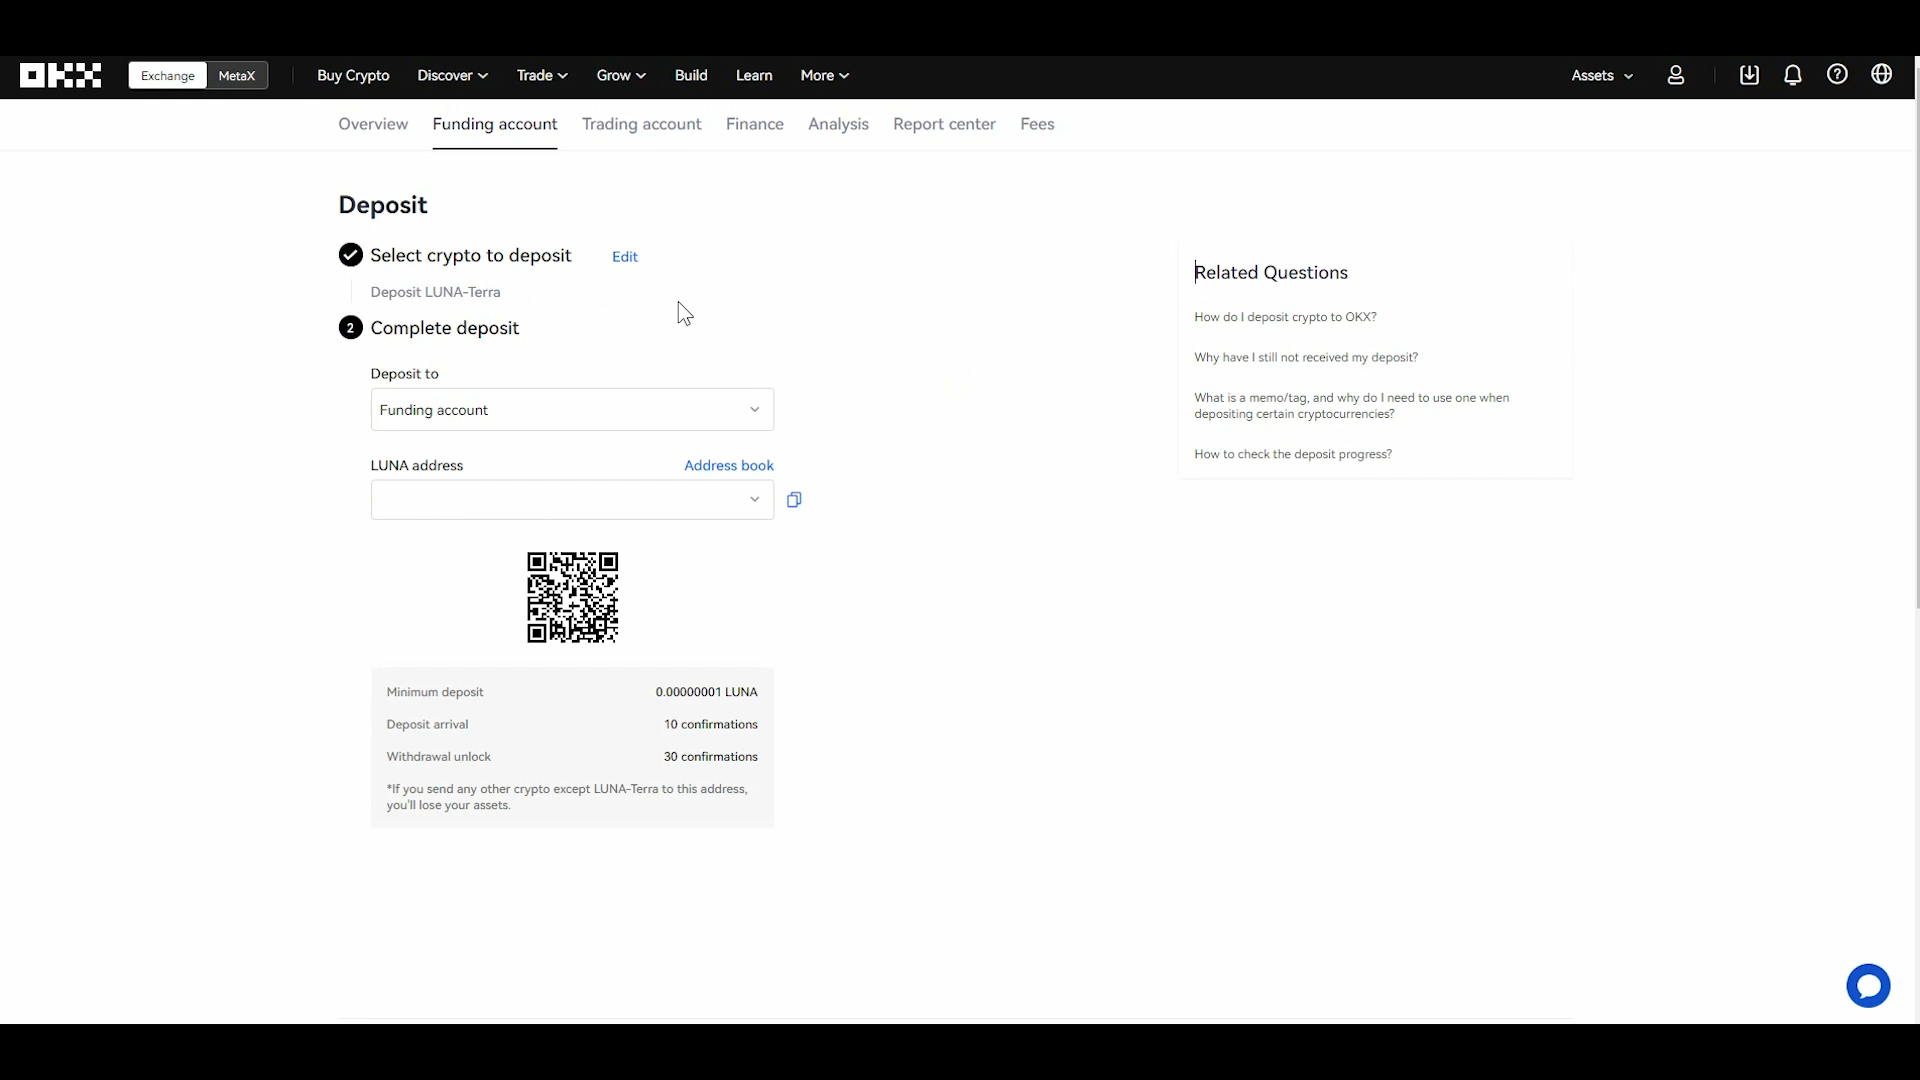 OKX
Exchange MetaX Buy Crypto Discover Trade Grow Build Learn More Assets
Overview Funding account Trading account Finance Analysis Report center Fees
Deposit
Select crypto to deposit Edit
Deposit LUNA-Terra
2 Complete deposit
Deposit to
Funding account
LUNA address Address book
Minimum deposit 0.00000001 LUNA
Deposit arrival 10 confirmations
Withdrawal unlock 30 confirmations
*If you send any other crypto except LUNA-Terra to this address,
you'll lose your assets.
Related Questions
How do I deposit crypto to OKX?
Why have I still not received my deposit?
What is a memo/tag, and why do I need to use one when
depositing certain cryptocurrencies?
How to check the deposit progress?